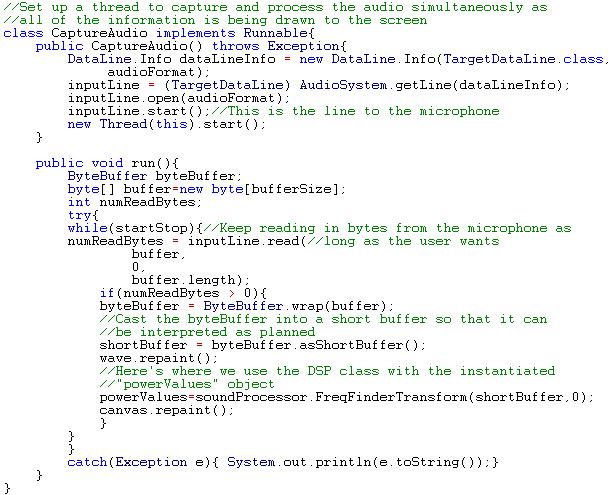 //Set up a thread to capture and process the audio simultaneously as
//all of the information is being drawn to the screen
class CaptureAudio implements Runnable{
    public CaptureAudio() throws Exception{
        DataLine.Info dataLineInfo = new DataLine.Info(TargetDataLine.class,
             audioFormat);
        inputLine = (TargetDataLine) AudioSystem.getLine(dataLineInfo);
        inputLine.open(audioFormat);
        inputLine.start();//This is the line to the microphone
        new Thread(this).start();
    }

    public void run(){
        ByteBuffer byteBuffer;
        byte[] buffer=new byte[bufferSize];
        int numReadBytes;
        try{
        while(startStop){//Keep reading in bytes from the microphone as
        numReadBytes = inputLine.read(//long as the user wants
                buffer,
                0,
                buffer.length);
            if(numReadBytes > 0){
            byteBuffer = ByteBuffer.wrap(buffer);
            //Cast the byteBuffer into a short buffer so that it can
            //be interpreted as planned
            shortBuffer = byteBuffer.asShortBuffer();
            wave.repaint();
            //Here's where we use the DSP class with the instantiated
            //"powerValues" object
            powerValues=soundProcessor.FreqFinderTransform(shortBuffer,0);
            canvas.repaint();
            }
        }
        }
        catch(Exception e){ System.out.println(e.toString());}
    }
}